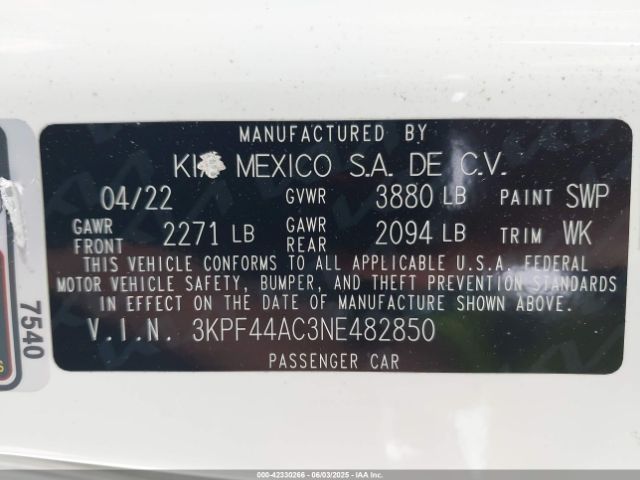 MANUFACTURED BY
MEXICO S.A. DE C.V.
04/22 GVWR 3880 LB PAINT SWP
GAWR FRONT 2271 LB GAWR REAR 2094 LB TRIM WK
THIS VEHICLE CONFORMS TO ALL APPLICABLE U.S.A. FEDERAL
MOTOR VEHICLE SAFETY, BUMPER, AND THEFT PREVENTION STANDARDS
IN EFFECT ON THE DATE OF MANUFACTURE SHOWN ABOVE.
V.I.N. 3KPF44AC3NE482850
PASSENGER CAR
7540
000-42330266 - 06/03/2025 - IAA Corp.